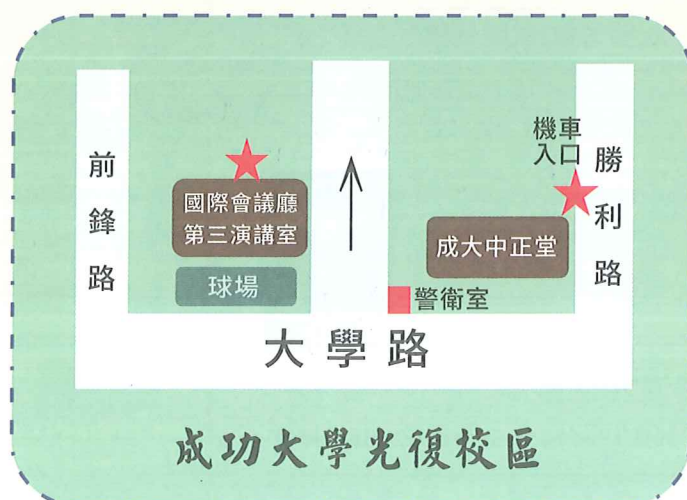 前鋒路
國際會議廳
第三演講室
球場
機車
入口
勝利路
成大中正堂
警衛室
大學路
成功大學光復校區